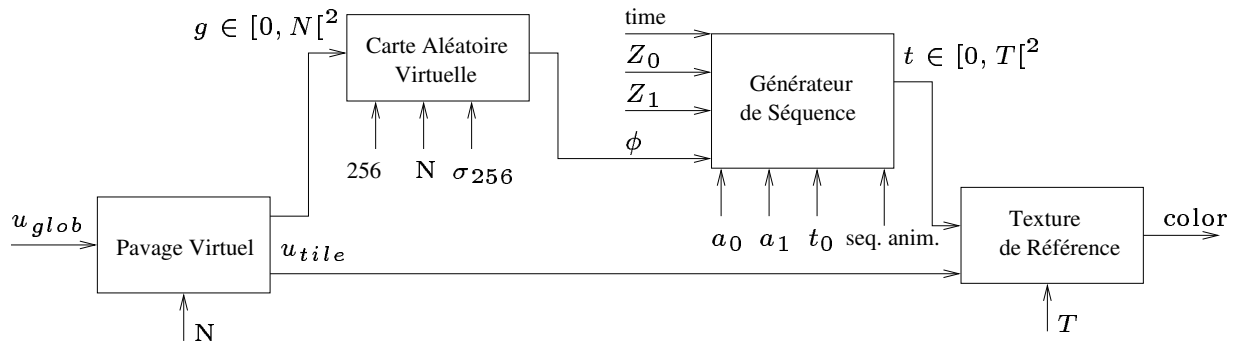 g ∈ [0, N[²
Carte Aléatoire
Virtuelle
256
N
σ₂₅₆
time
Z₀
Z₁
ϕ
Générateur
de Séquence
t ∈ [0, T[²
a₀
a₁
t₀
seq. anim.
u_glob
Pavage Virtuel
u_tile
N
Texture
de Référence
color
T